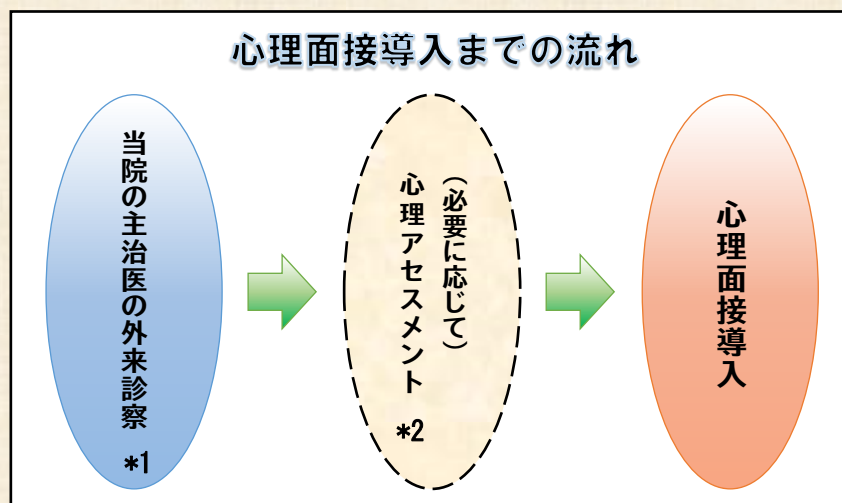 心理面接導入までの流れ
当院の主治医の外来診察 *1
(必要に応じて)
心理アセスメント *2
心理面接導入